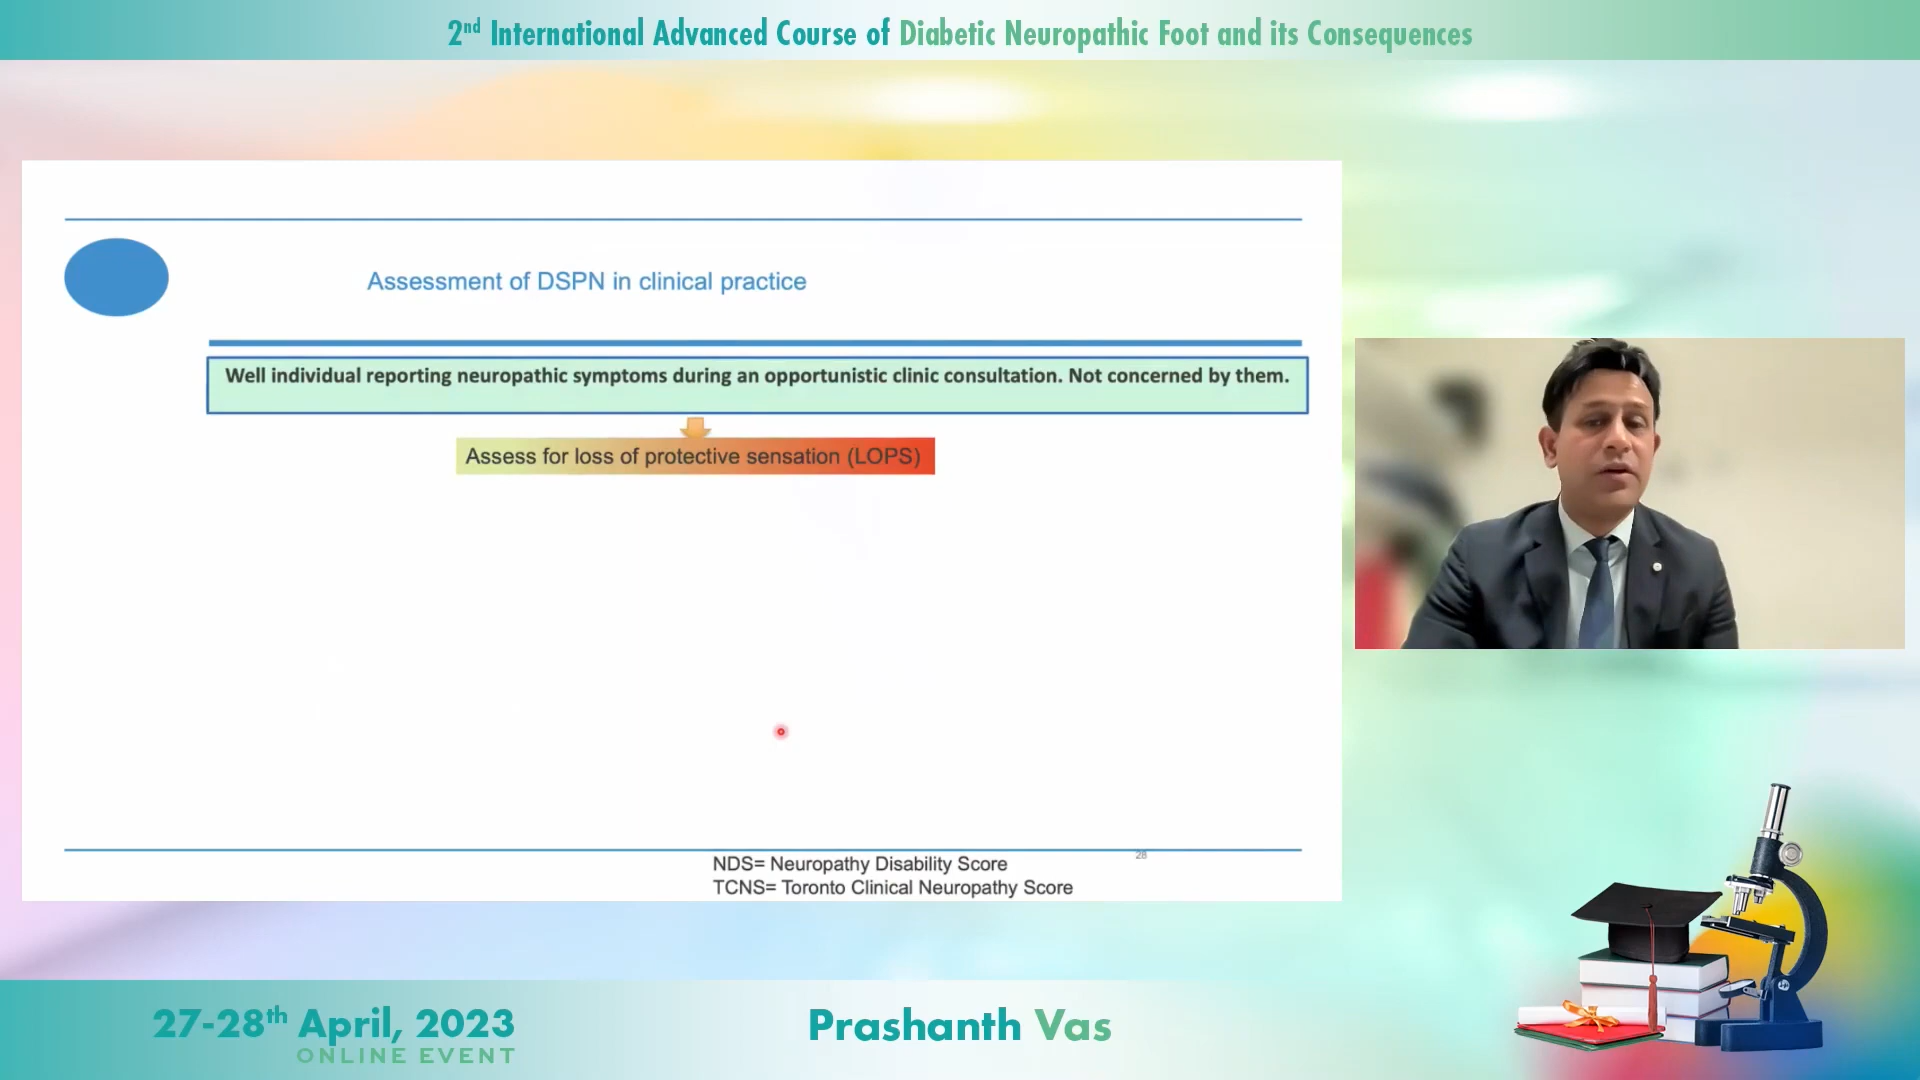 2nd International Advanced Course of Diabetic Neuropathic Foot and its Consequences
Assessment of DSPN in clinical practice
Well individual reporting neuropathic symptoms during an opportunistic clinic consultation. Not concerned by them.
Assess for loss of protective sensation (LOPS)
28
NDS= Neuropathy Disability Score
TCNS= Toronto Clinical Neuropathy Score
27-28th April, 2023
ONLINE EVENT
Prashanth Vas